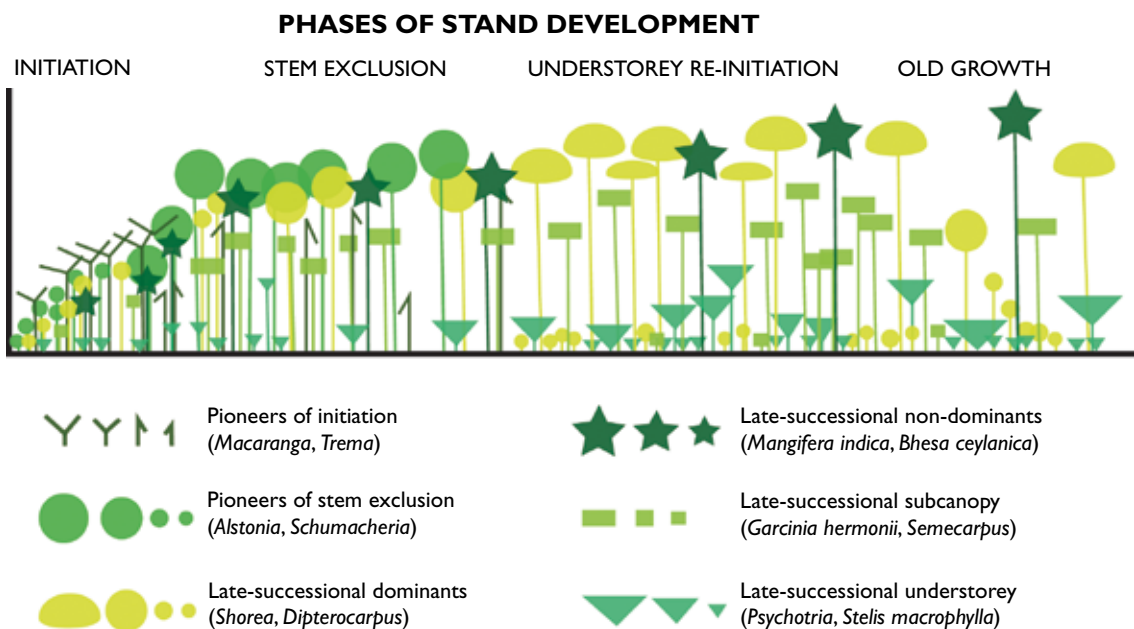 PHASES OF STAND DEVELOPMENT
INITIATION
STEM EXCLUSION
UNDERSTOREY RE-INITIATION
OLD GROWTH
Pioneers of initiation
(Macaranga, Trema)
Late-successional non-dominants
(Mangifera indica, Bhesa ceylanica)
Pioneers of stem exclusion
(Alstonia, Schumacheria)
Late-successional subcanopy
(Garcinia hermonii, Semecarpus)
Late-successional dominants
(Shorea, Dipterocarpus)
Late-successional understorey
(Psychotria, Stelis macrophylla)